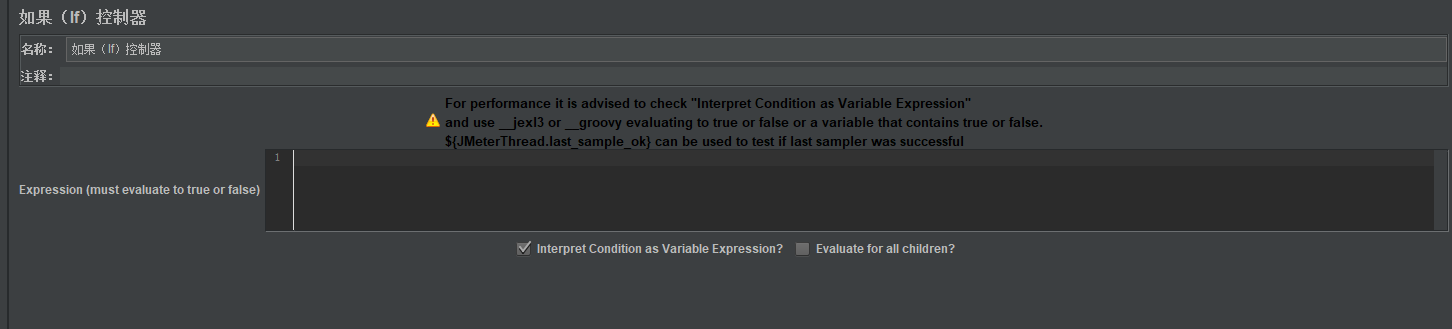 如果（If）控制器
名称： 如果（If）控制器
注释：
For performance it is advised to check "Interpret Condition as Variable Expression"
and use __jexl3 or __groovy evaluating to true or false or a variable that contains true or false.
${JMeterThread.last_sample_ok} can be used to test if last sampler was successful
1
Expression (must evaluate to true or false)
Interpret Condition as Variable Expression? Evaluate for all children?